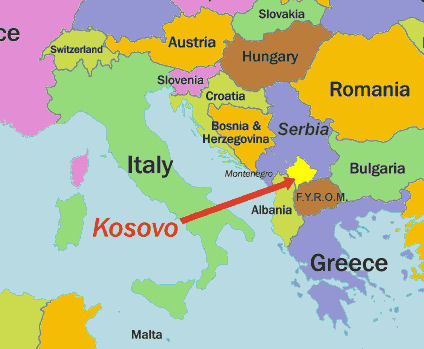 Slovakia
ce
Austria
Switzerland
Hungary
Slovenia
Romania
Croatia
Bosnia &
Herzegovina
Serbia
Italy
Bulgaria
Montenegro
F.Y.R.O.M.
Albania
Kosovo
Greece
Malta